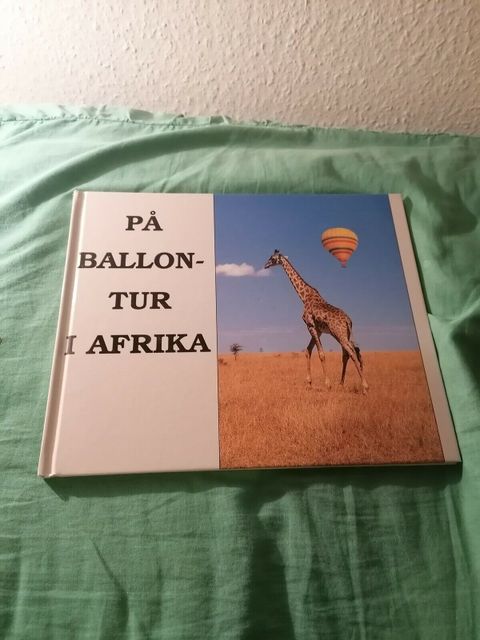 PÅ
BALLON-
TUR
I AFRIKA